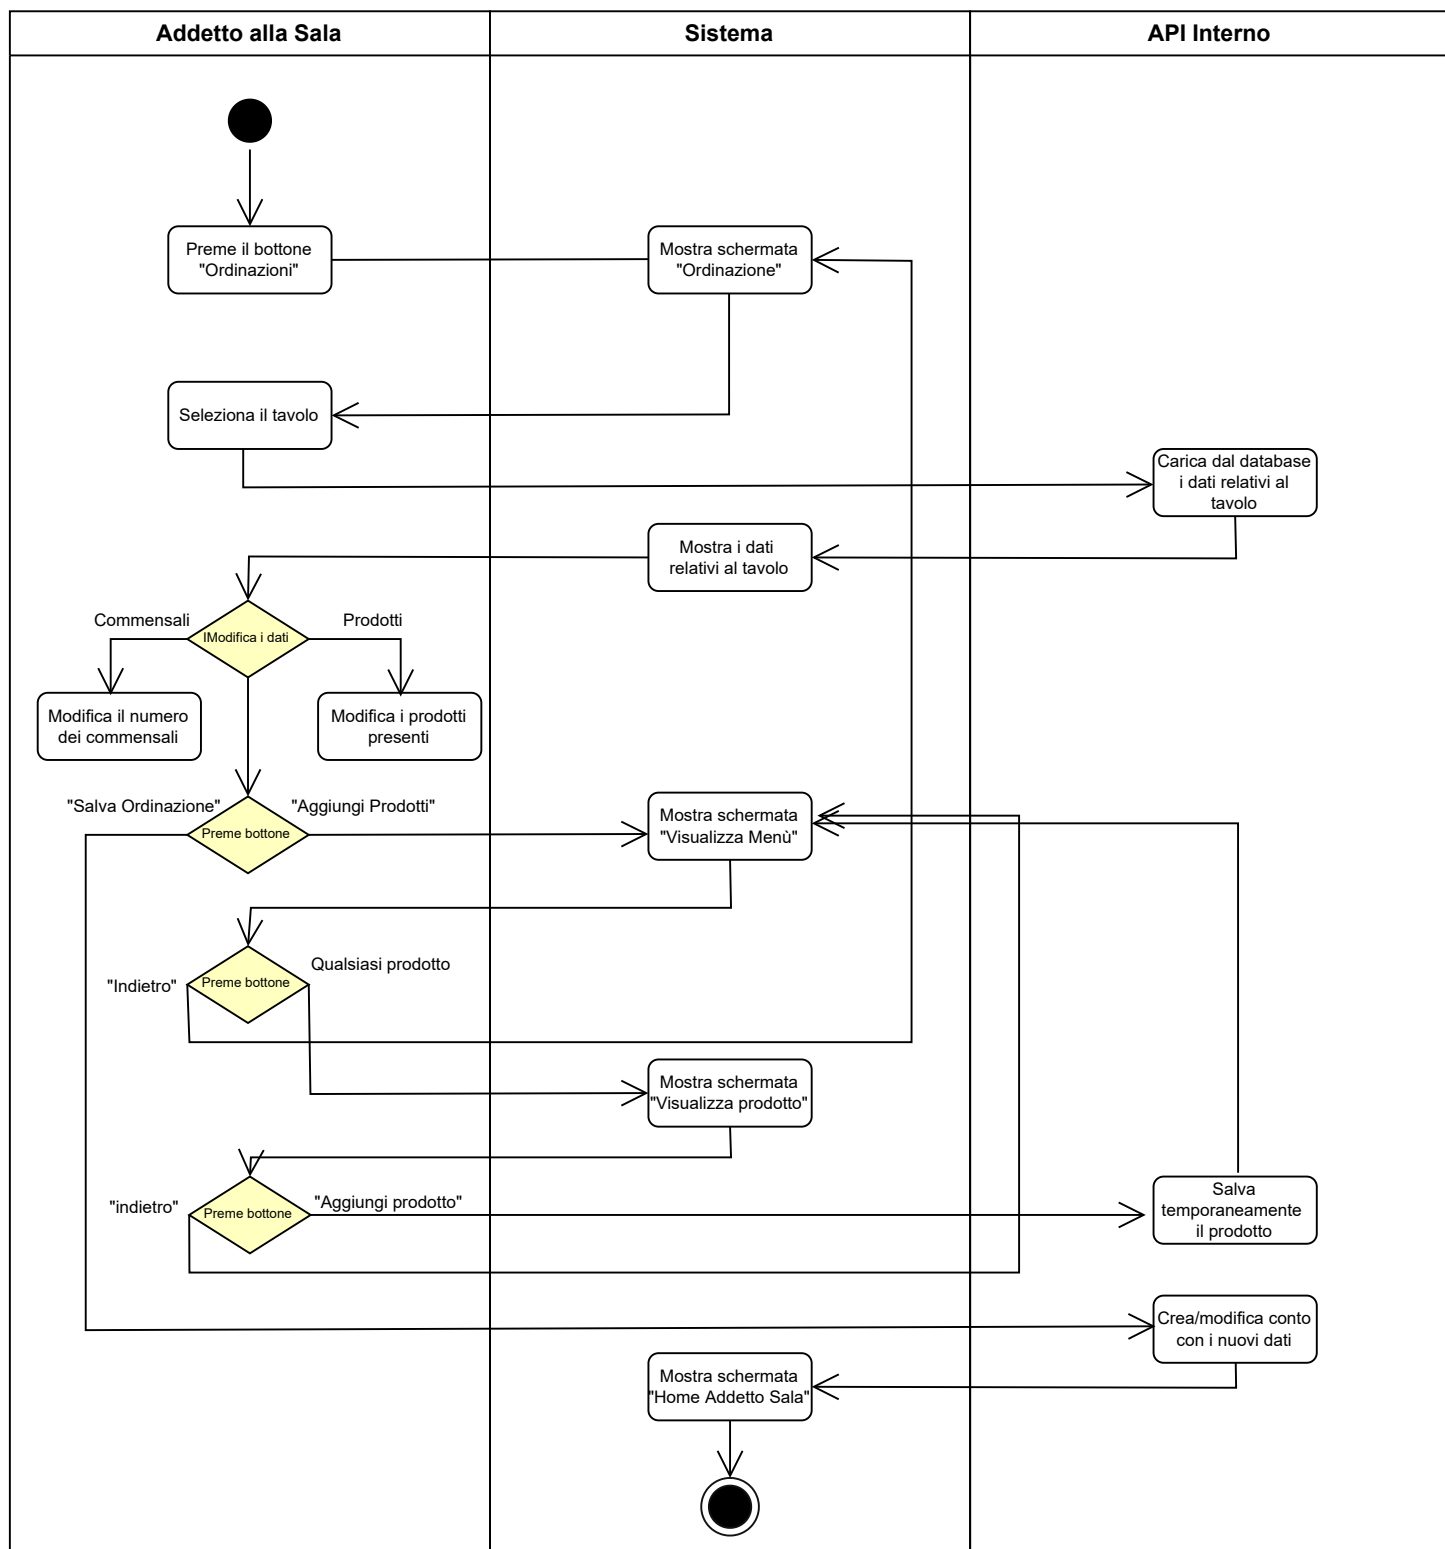 Addetto alla Sala
Sistema
API Interno
Preme il bottone
"Ordinazioni"
Mostra schermata
"Ordinazione"
Seleziona il tavolo
Carica dal database
i dati relativi al
tavolo
Mostra i dati
relativi al tavolo
Commensali
IModifica i dati
Prodotti
Modifica il numero
dei commensali
Modifica i prodotti
presenti
"Salva Ordinazione"
Preme bottone
"Aggiungi Prodotti"
Mostra schermata
"Visualizza Menù"
"Indietro"
Preme bottone
Qualsiasi prodotto
Mostra schermata
"Visualizza prodotto"
"indietro"
Preme bottone
"Aggiungi prodotto"
Salva
temporaneamente
il prodotto
Crea/modifica conto
con i nuovi dati
Mostra schermata
"Home Addetto Sala"